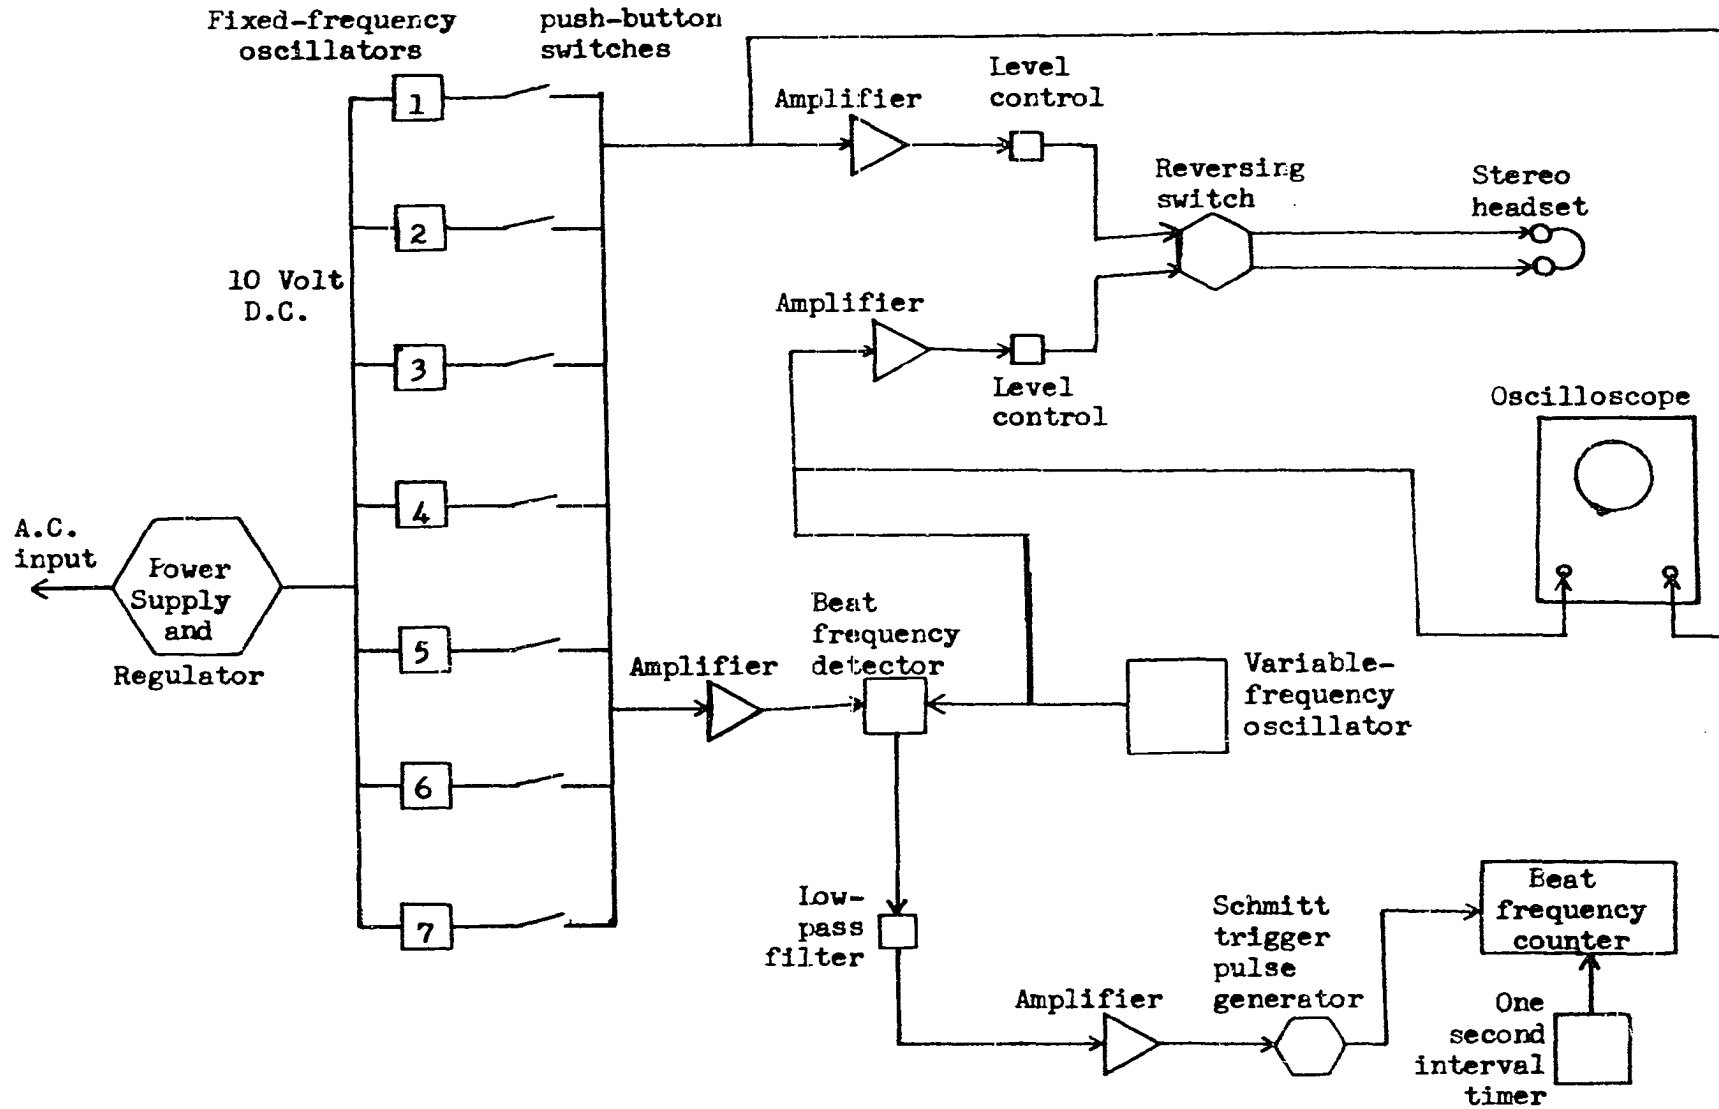 Fixed-frequency
oscillators
push-button
switches
1
2
3
4
5
6
7
10 Volt
D.C.
A.C.
input
Power
Supply
and
Regulator
Amplifier
Level
control
Reversing
switch
Stereo
headset
Amplifier
Level
control
Oscilloscope
Beat
frequency
detector
Amplifier
Variable-
frequency
oscillator
Low-
pass
filter
Amplifier
Schmitt
trigger
pulse
generator
Beat
frequency
counter
One
second
interval
timer